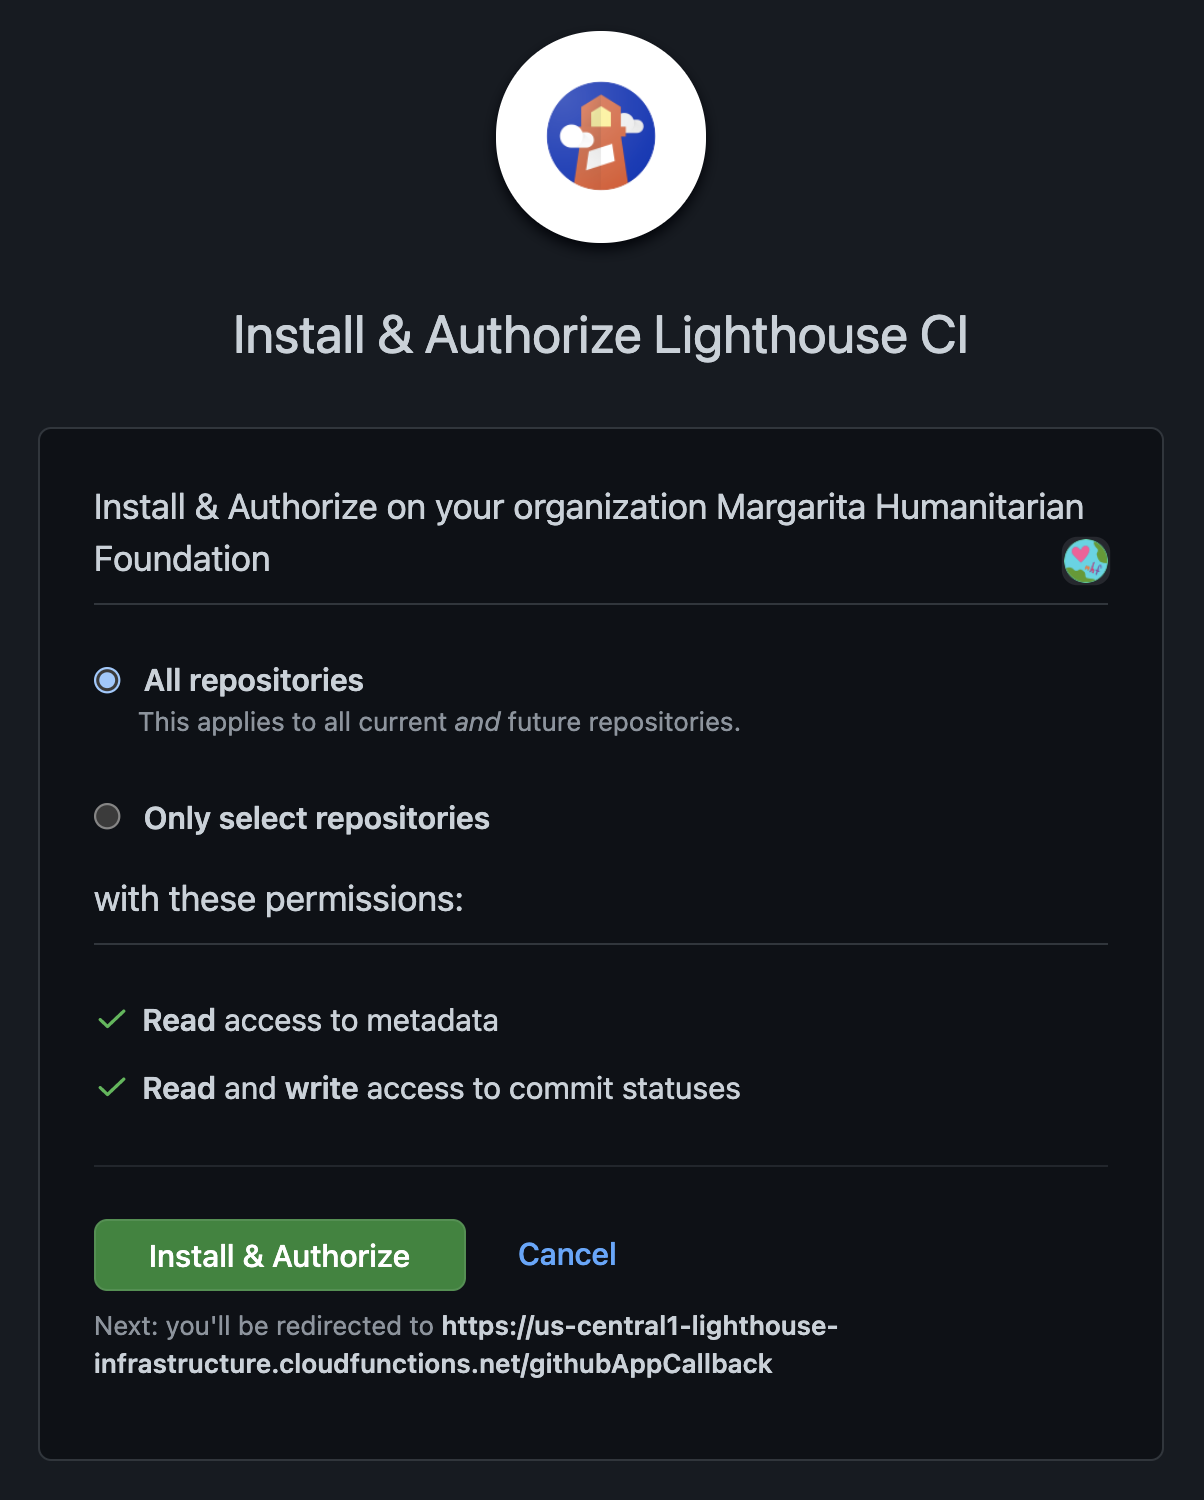 Install & Authorize Lighthouse CI
Install & Authorize on your organization Margarita Humanitarian
Foundation
All repositories
This applies to all current and future repositories.
Only select repositories
with these permissions:
Read access to metadata
Read and write access to commit statuses
Install & Authorize
Cancel
Next: you'll be redirected to https://us-central1-lighthouse-
infrastructure.cloudfunctions.net/githubAppCallback